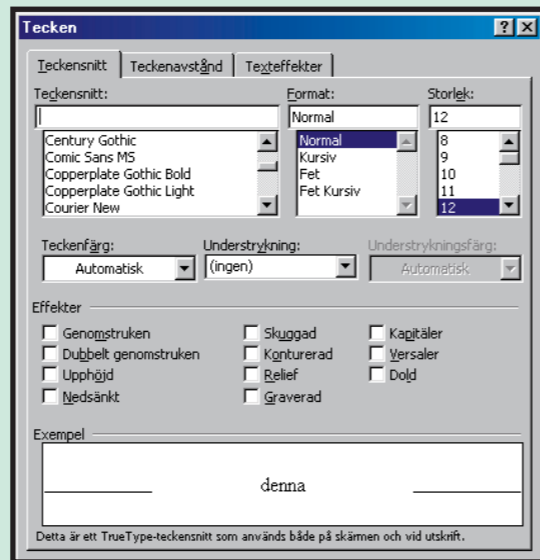 Tecken
Teckensnitt Teckenavstånd Texteffekter
Teckensnitt: Format: Storlek:
Normal 12
Century Gothic Normal 8
Comic Sans MS Kursiv 9
Copperplate Gothic Bold Fet 10
Copperplate Gothic Light Fet Kursiv 11
Courier New 12
Teckenfärg: Understrykning: Understrykningsfärg:
Automatisk (ingen) Automatisk
Effekter
Genomstruken Skuggad Kapitäler
Dubbelt genomstruken Konturerad Versaler
Upphöjd Relief Dold
Nedsänkt Graverad
Exempel
denna
Detta är ett TrueType-teckensnitt som används både på skärmen och vid utskrift.